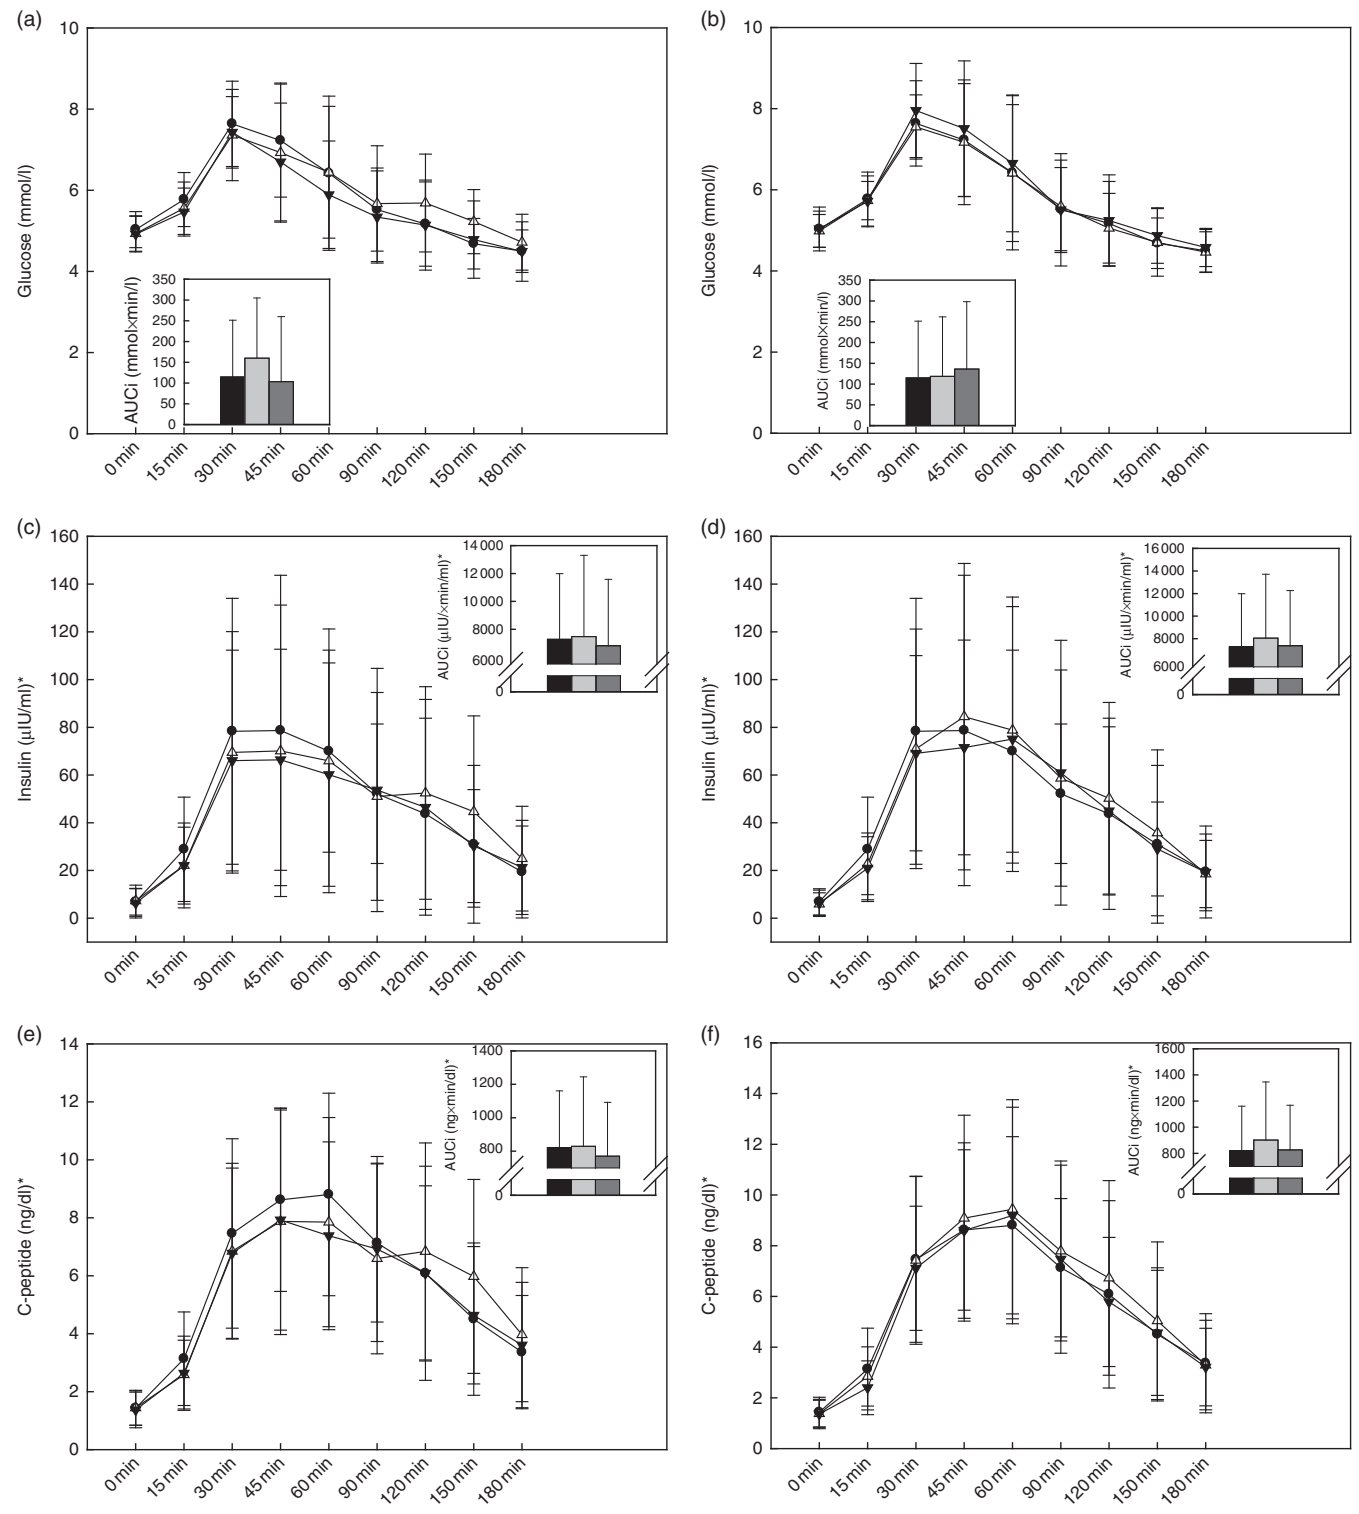 (a)
10
8
6
4
2
0
Glucose (mmol/l)
350
300
250
200
150
100
50
0
AUCi (mmol×min/l)
0 min
15 min
30 min
45 min
60 min
90 min
120 min
150 min
180 min
(b)
10
8
6
4
2
0
Glucose (mmol/l)
350
300
250
200
150
100
50
0
AUCi (mmol×min/l)
0 min
15 min
30 min
45 min
60 min
90 min
120 min
150 min
180 min
(c)
160
140
120
100
80
60
40
20
0
Insulin (μIU/ml)*
14 000
12 000
10 000
8000
6000
0
AUCi (μIU/×min/ml)*
0 min
15 min
30 min
45 min
60 min
90 min
120 min
150 min
180 min
(d)
160
140
120
100
80
60
40
20
0
Insulin (μIU/ml)*
16 000
14 000
12 000
10 000
8000
6000
0
AUCi (μIU/×min/ml)*
0 min
15 min
30 min
45 min
60 min
90 min
120 min
150 min
180 min
(e)
14
12
10
8
6
4
2
0
C-peptide (ng/dl)*
1400
1200
1000
800
0
AUCi (ng×min/dl)*
0 min
15 min
30 min
45 min
60 min
90 min
120 min
150 min
180 min
(f)
16
14
12
10
8
6
4
2
0
C-peptide (ng/dl)*
1600
1400
1200
1000
800
0
AUCi (ng×min/dl)*
0 min
15 min
30 min
45 min
60 min
90 min
120 min
150 min
180 min